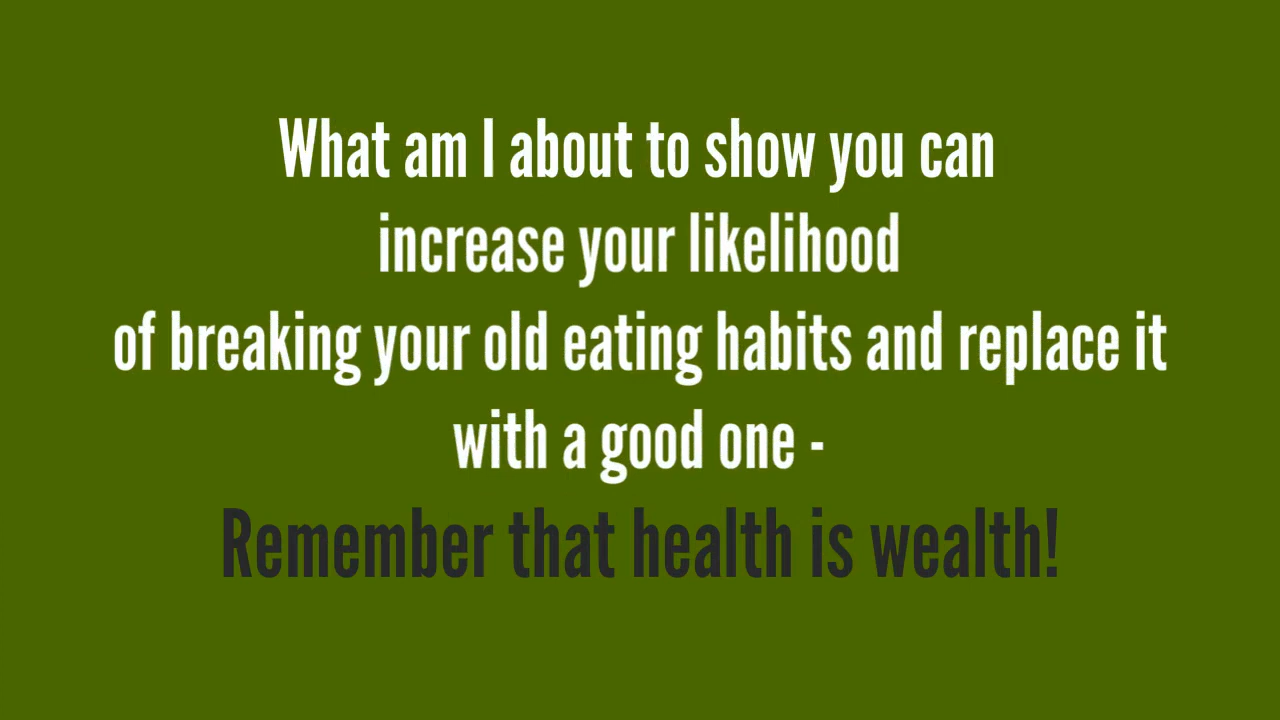 What am I about to show you can
increase your likelihood
of breaking your old eating habits and replace it
with a good one -
Remember that health is wealth!